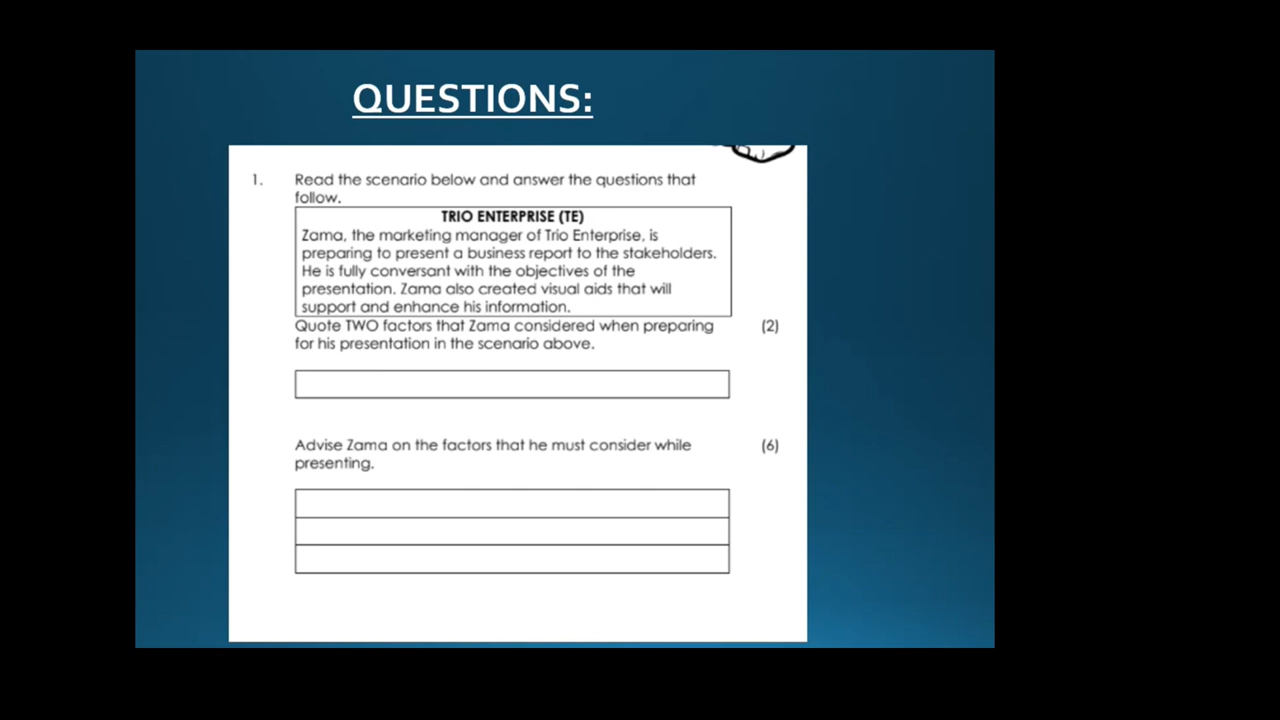 QUESTIONS:
1. Read the scenario below and answer the questions that
follow.
TRIO ENTERPRISE (TE)
Zama, the marketing manager of Trio Enterprise, is
preparing to present a business report to the stakeholders.
He is fully conversant with the objectives of the
presentation. Zama also created visual aids that will
support and enhance his information.
Quote TWO factors that Zama considered when preparing (2)
for his presentation in the scenario above.
Advise Zama on the factors that he must consider while (6)
presenting.